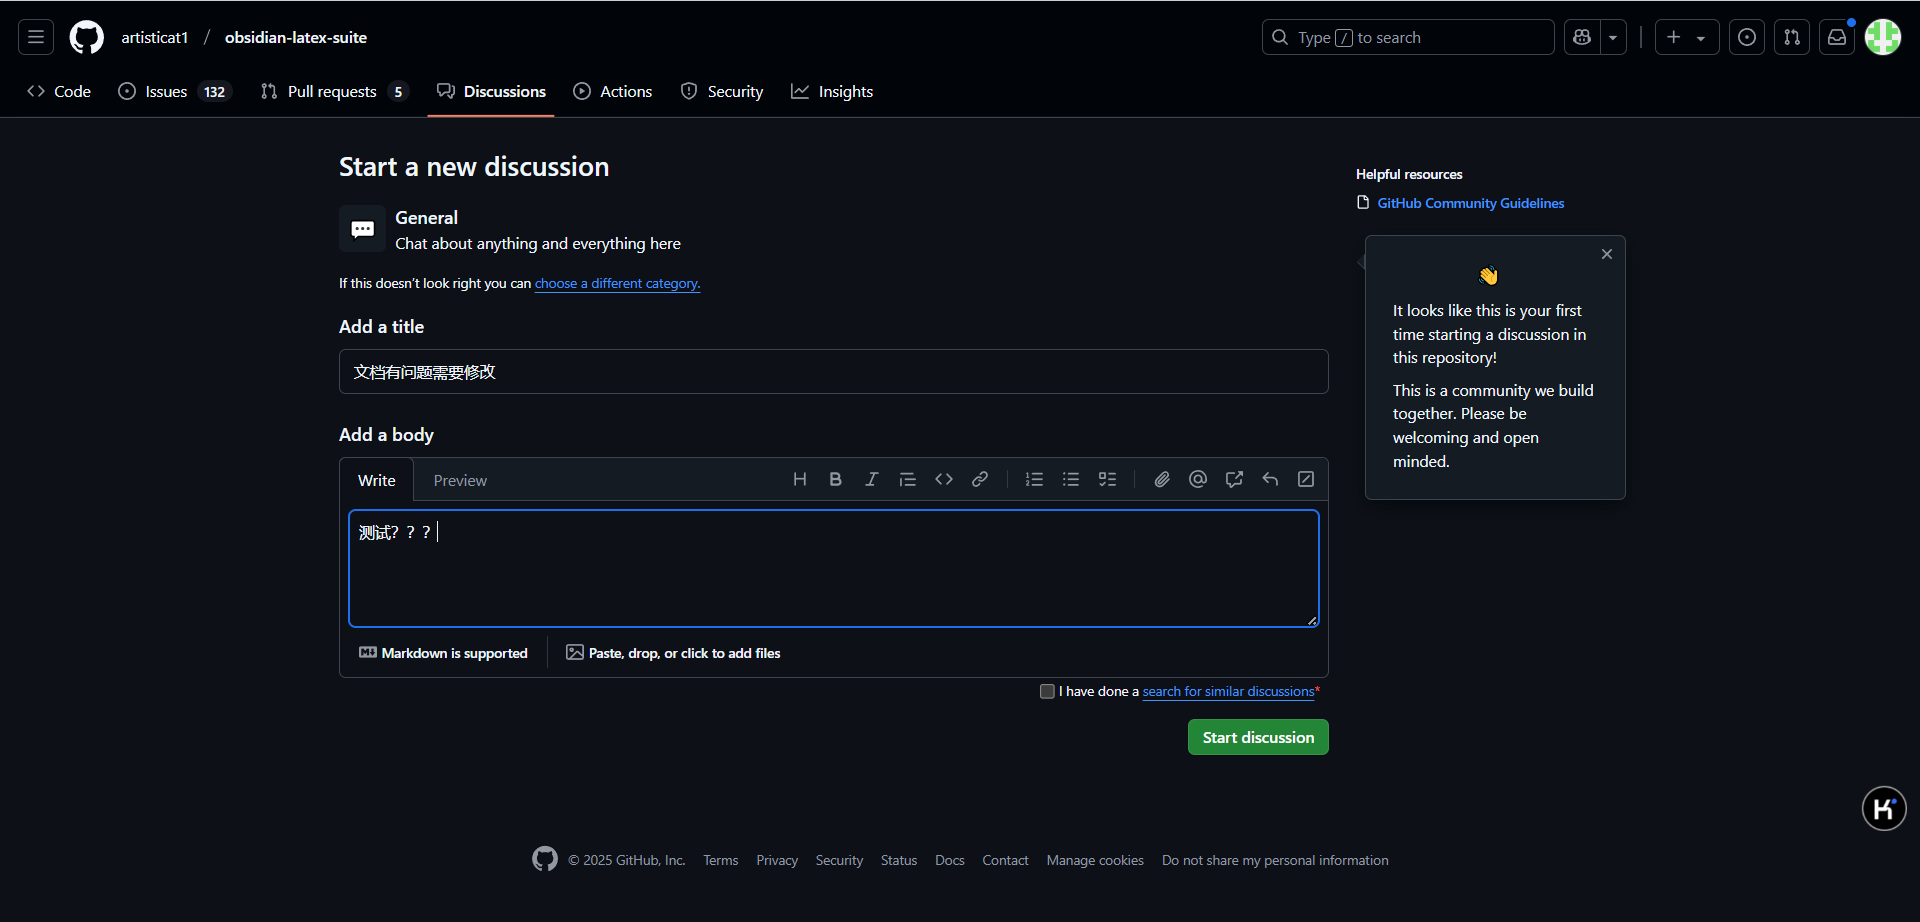 artisticat1 / obsidian-latex-suite
Type / to search
Code
Issues 132
Pull requests 5
Discussions
Actions
Security
Insights
Start a new discussion
General
Chat about anything and everything here
If this doesn't look right you can choose a different category.
Add a title
文档有问题需要修改
Add a body
Write
Preview
测试？？？
Markdown is supported
Paste, drop, or click to add files
I have done a search for similar discussions*
Start discussion
Helpful resources
GitHub Community Guidelines
It looks like this is your first
time starting a discussion in
this repository!
This is a community we build
together. Please be
welcoming and open
minded.
© 2025 GitHub, Inc.
Terms
Privacy
Security
Status
Docs
Contact
Manage cookies
Do not share my personal information